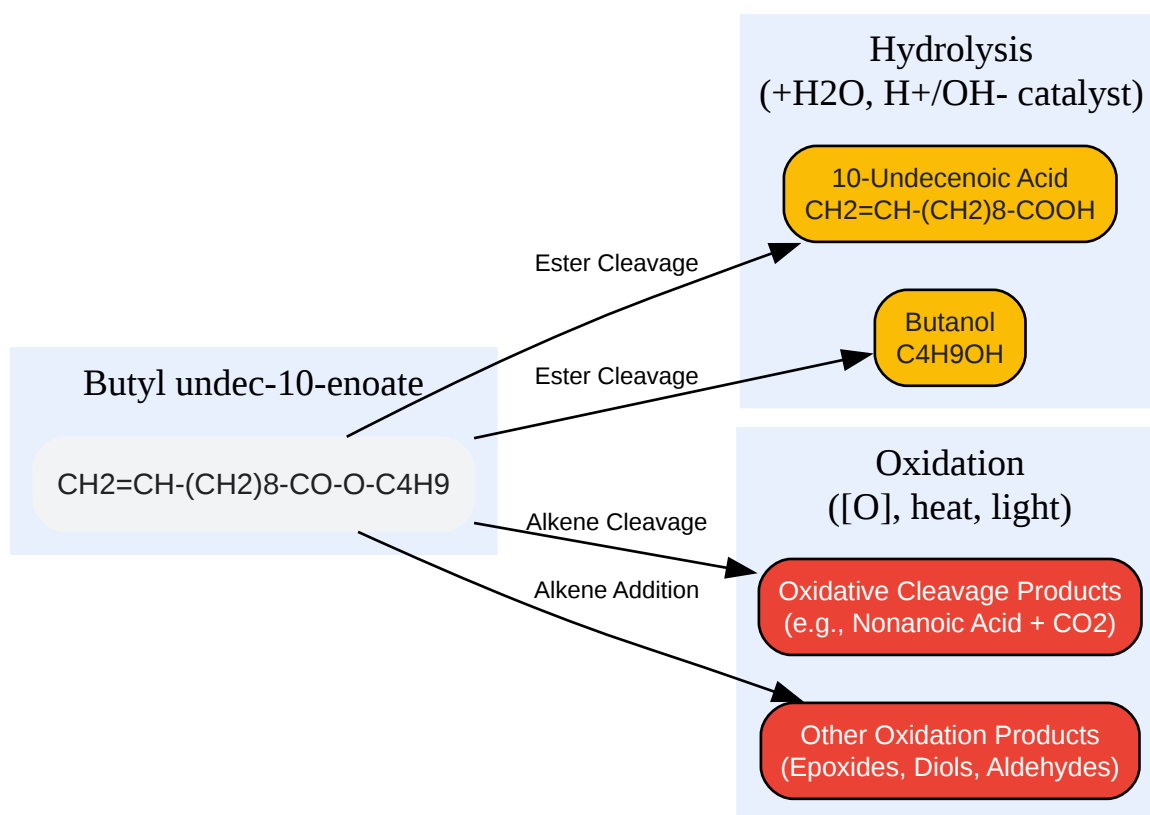 Hydrolysis
(+H2O, H+/OH- catalyst)
10-Undecenoic Acid
CH2=CH-(CH2)8-COOH
Ester Cleavage
Butanol
C4H9OH
Ester Cleavage
Butyl undec-10-enoate
CH2=CH-(CH2)8-CO-O-C4H9
Oxidation
([O], heat, light)
Alkene Cleavage
Oxidative Cleavage Products
(e.g., Nonanoic Acid + CO2)
Alkene Addition
Other Oxidation Products
(Epoxides, Diols, Aldehydes)